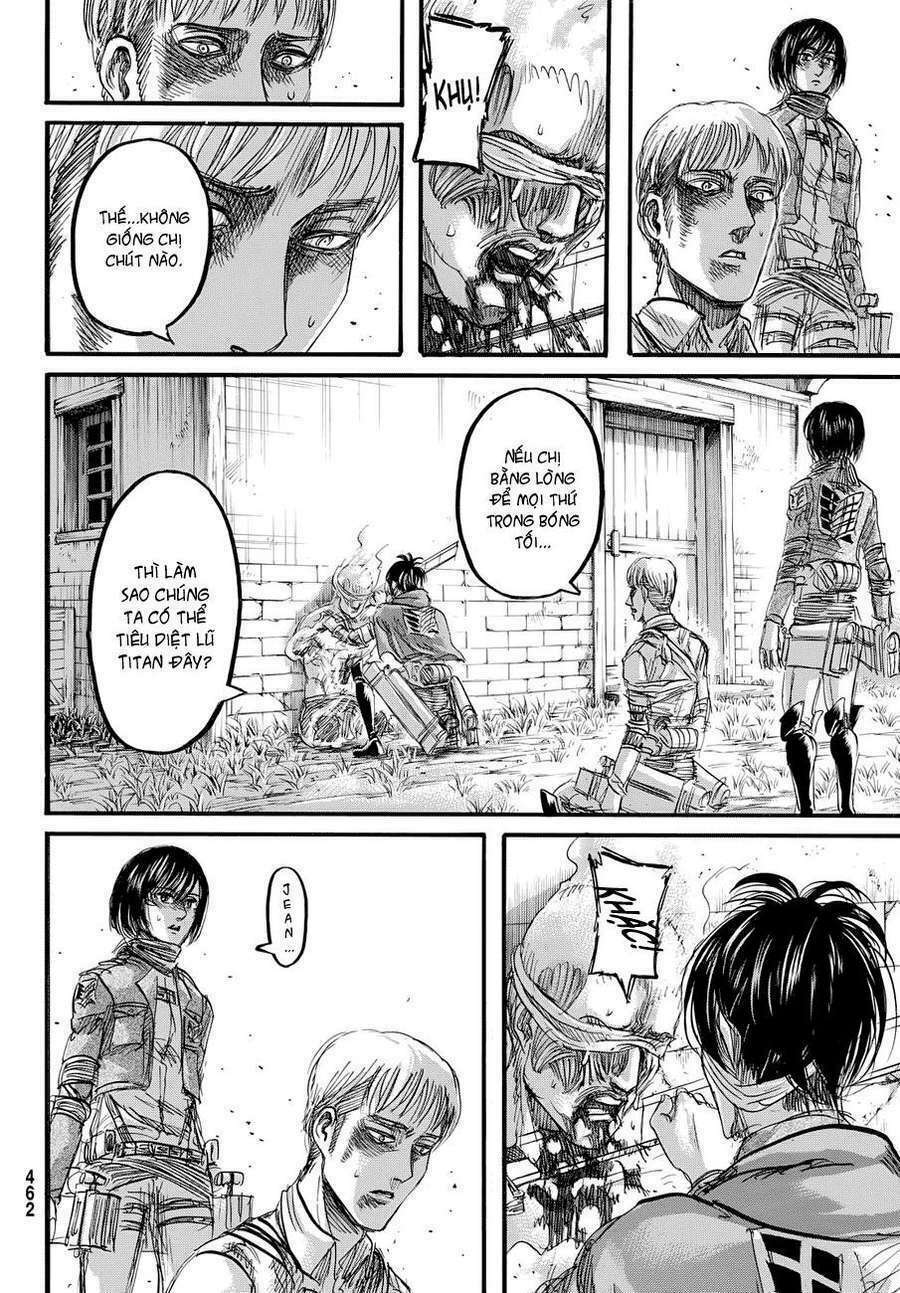 KHỤ!
THẾ...KHÔNG
GIỐNG CHỊ
CHÚT NÀO.
NẾU CHỊ
BẰNG LÒNG
ĐỂ MỌI THỨ
TRONG BÓNG
TỐI...
THÌ LÀM
SAO CHÚNG
TA CÓ THỂ
TIÊU DIỆT LŨ
TITAN ĐÂY?
KHẶC!
J
E
A
N
...
462